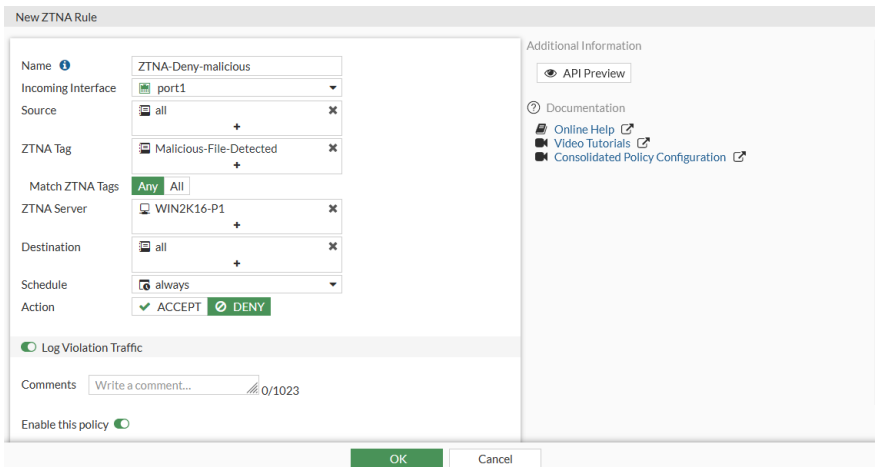 New ZTNA Rule
Name
ZTNA-Deny-malicious
Incoming Interface
port1
Source
all
+
ZTNA Tag
Malicious-File-Detected
+
Match ZTNA Tags
Any
All
ZTNA Server
WIN2K16-P1
+
Destination
all
+
Schedule
always
Action
ACCEPT
DENY
Log Violation Traffic
Comments
Write a comment...
0/1023
Enable this policy
Additional Information
API Preview
Documentation
Online Help
Video Tutorials
Consolidated Policy Configuration
OK
Cancel